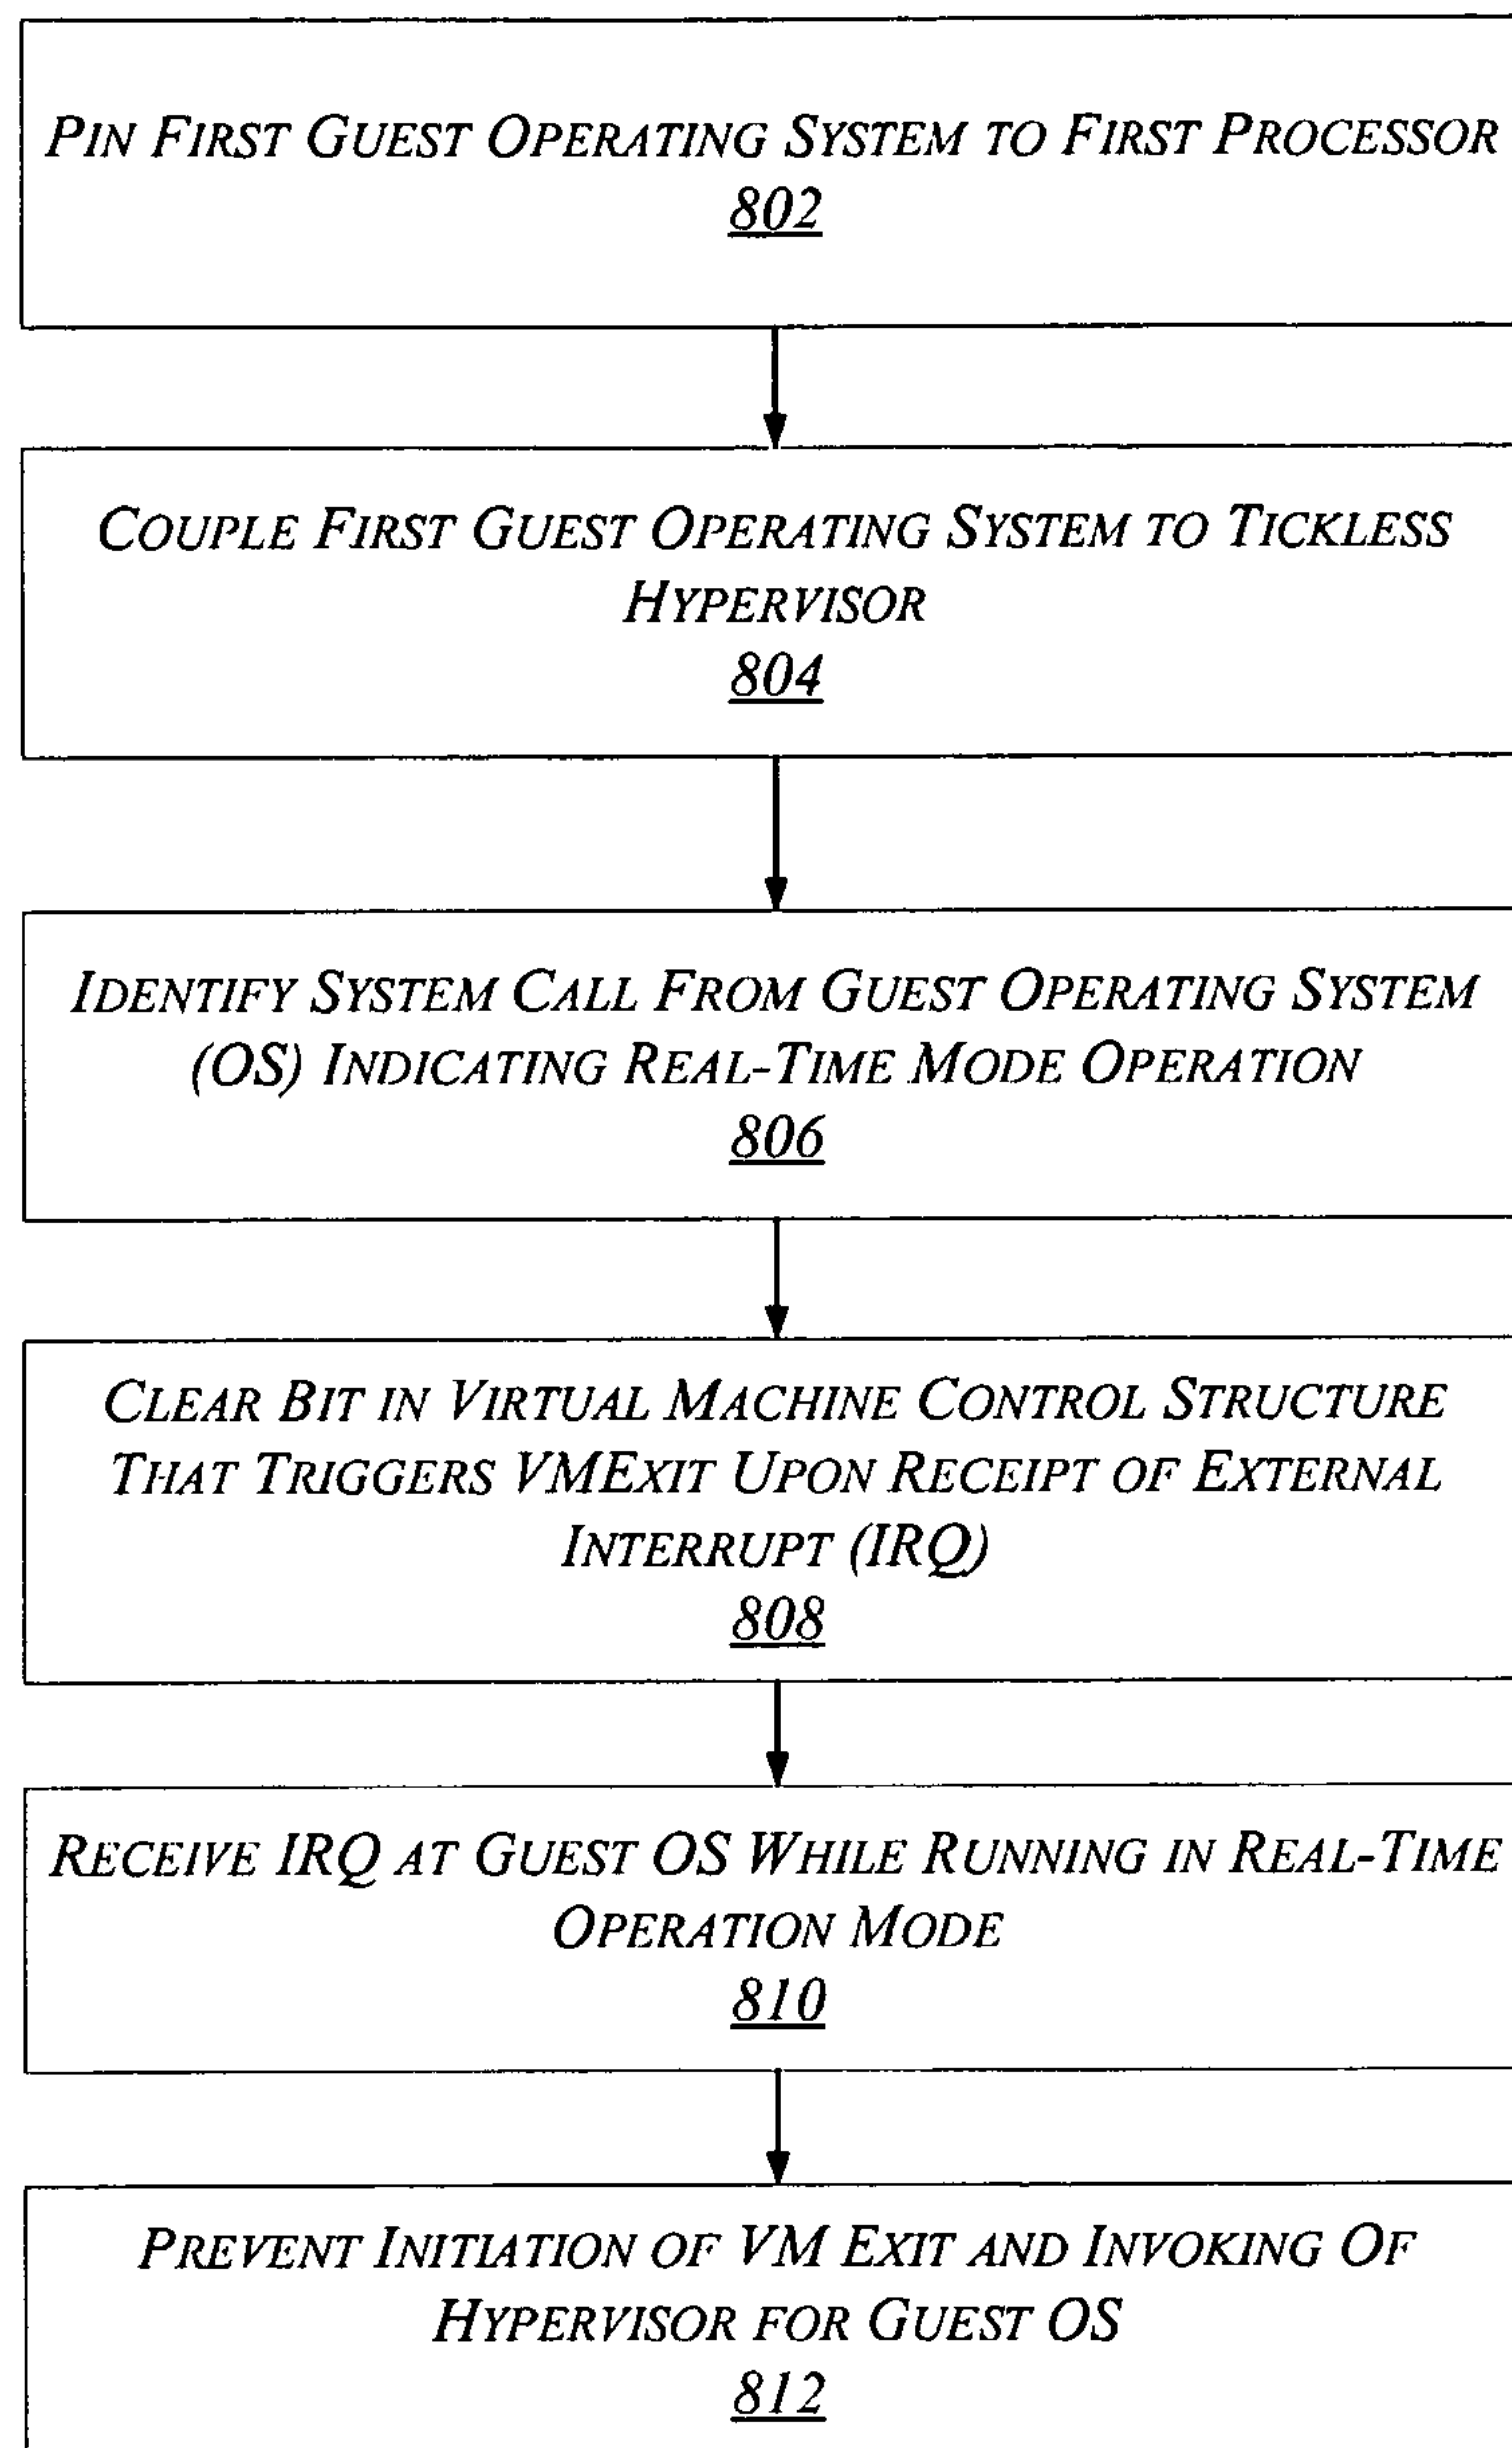 PIN FIRST GUEST OPERATING SYSTEM TO FIRST PROCESSOR
802
COUPLE FIRST GUEST OPERATING SYSTEM TO TICKLESS
HYPERVISOR
804
IDENTIFY SYSTEM CALL FROM GUEST OPERATING SYSTEM
(OS) INDICATING REAL-TIME MODE OPERATION
806
CLEAR BIT IN VIRTUAL MACHINE CONTROL STRUCTURE
THAT TRIGGERS VMEXIT UPON RECEIPT OF EXTERNAL
INTERRUPT (IRQ)
808
RECEIVE IRQ AT GUEST OS WHILE RUNNING IN REAL-TIME
OPERATION MODE
810
PREVENT INITIATION OF VM EXIT AND INVOKING OF
HYPERVISOR FOR GUEST OS
812